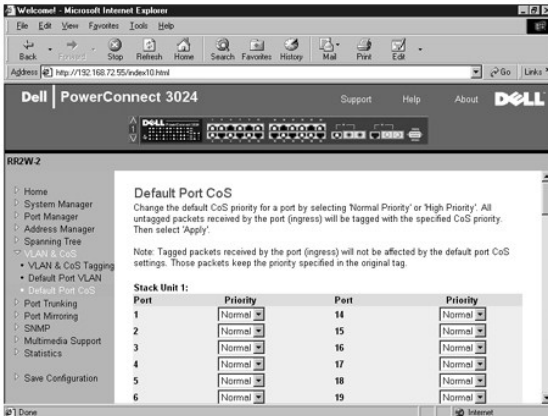 Welcome! - Microsoft Internet Explorer
File Edit View Favorites Tools Help
Back Forward Stop Refresh Home Search Favorites History Mail Print Edit
Address http://192.168.72.55/index10.html Go Links
Dell PowerConnect 3024 Support Help About DELL
1 DELL
RR2W-2
Home
System Manager
Port Manager
Address Manager
Spanning Tree
VLAN & CoS
VLAN & CoS Tagging
Default Port VLAN
Default Port CoS
Port Trunking
Port Mirroring
SNMP
Multimedia Support
Statistics
Save Configuration
Default Port CoS
Change the default CoS priority for a port by selecting 'Normal Priority' or 'High Priority'. All
untagged packets received by the port (ingress) will be tagged with the specified CoS priority.
Then select 'Apply'.
Note: Tagged packets received by the port (ingress) will not be affected by the default port CoS
settings. Those packets keep the priority specified in the original tag.
Stack Unit 1:
Port Priority Port Priority
1 Normal 14 Normal
2 Normal 15 Normal
3 Normal 16 Normal
4 Normal 17 Normal
5 Normal 18 Normal
6 Normal 19 Normal
Done Internet